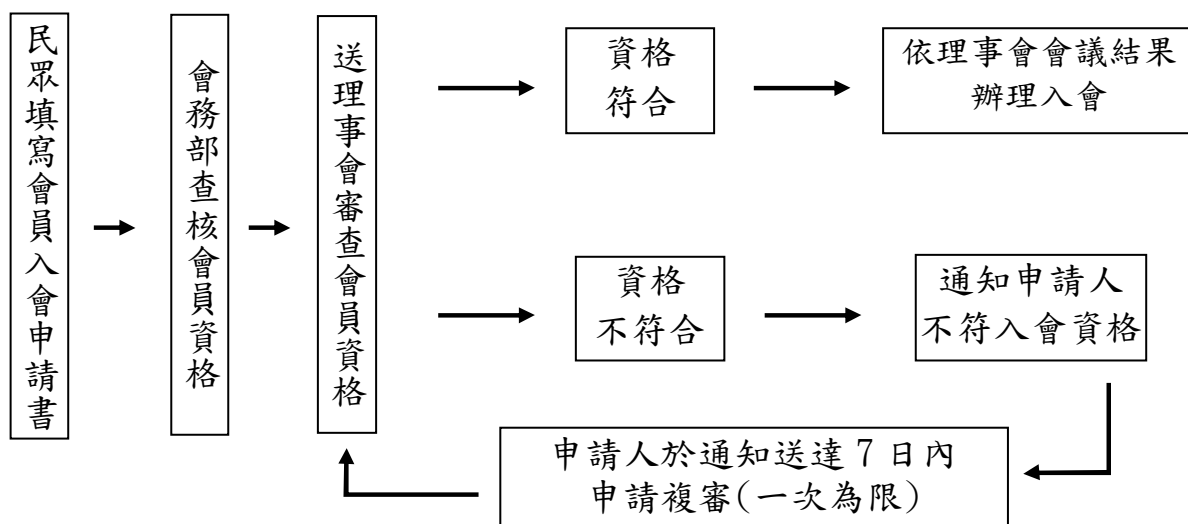 民眾填寫會員入會申請書
會務部查核會員資格
送理事會審查會員資格
資格
符合
依理事會會議結果
辦理入會
資格
不符合
通知申請人
不符入會資格
申請人於通知送達7日內
申請複審(一次為限)